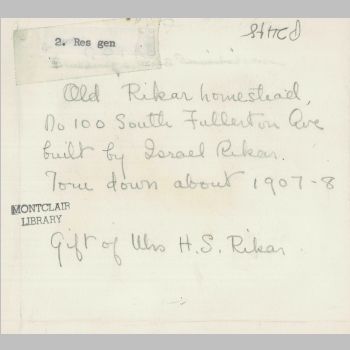 P2448
2. Res gen
Old Rikar homestead,
No 100 South Fullerton Ave
built by Israel Rikar.
Torn down about 1907-8
MONTCLAIR
LIBRARY
Gift of Mrs H.S. Rikar.